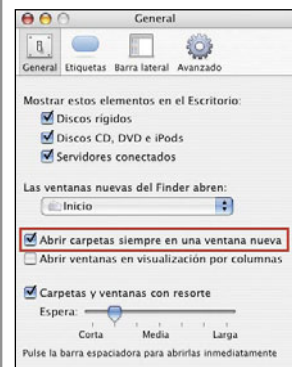 General
General Etiquetas Barra lateral Avanzado
Mostrar estos elementos en el Escritorio:
Discos rígidos
Discos CD, DVD e iPods
Servidores conectados
Las ventanas nuevas del Finder abren:
Inicio
Abrir carpetas siempre en una ventana nueva
Abrir ventanas en visualización por columnas
Carpetas y ventanas con resorte
Espera:
Corta Media Larga
Pulse la barra espaciadora para abrirlas inmediatamente